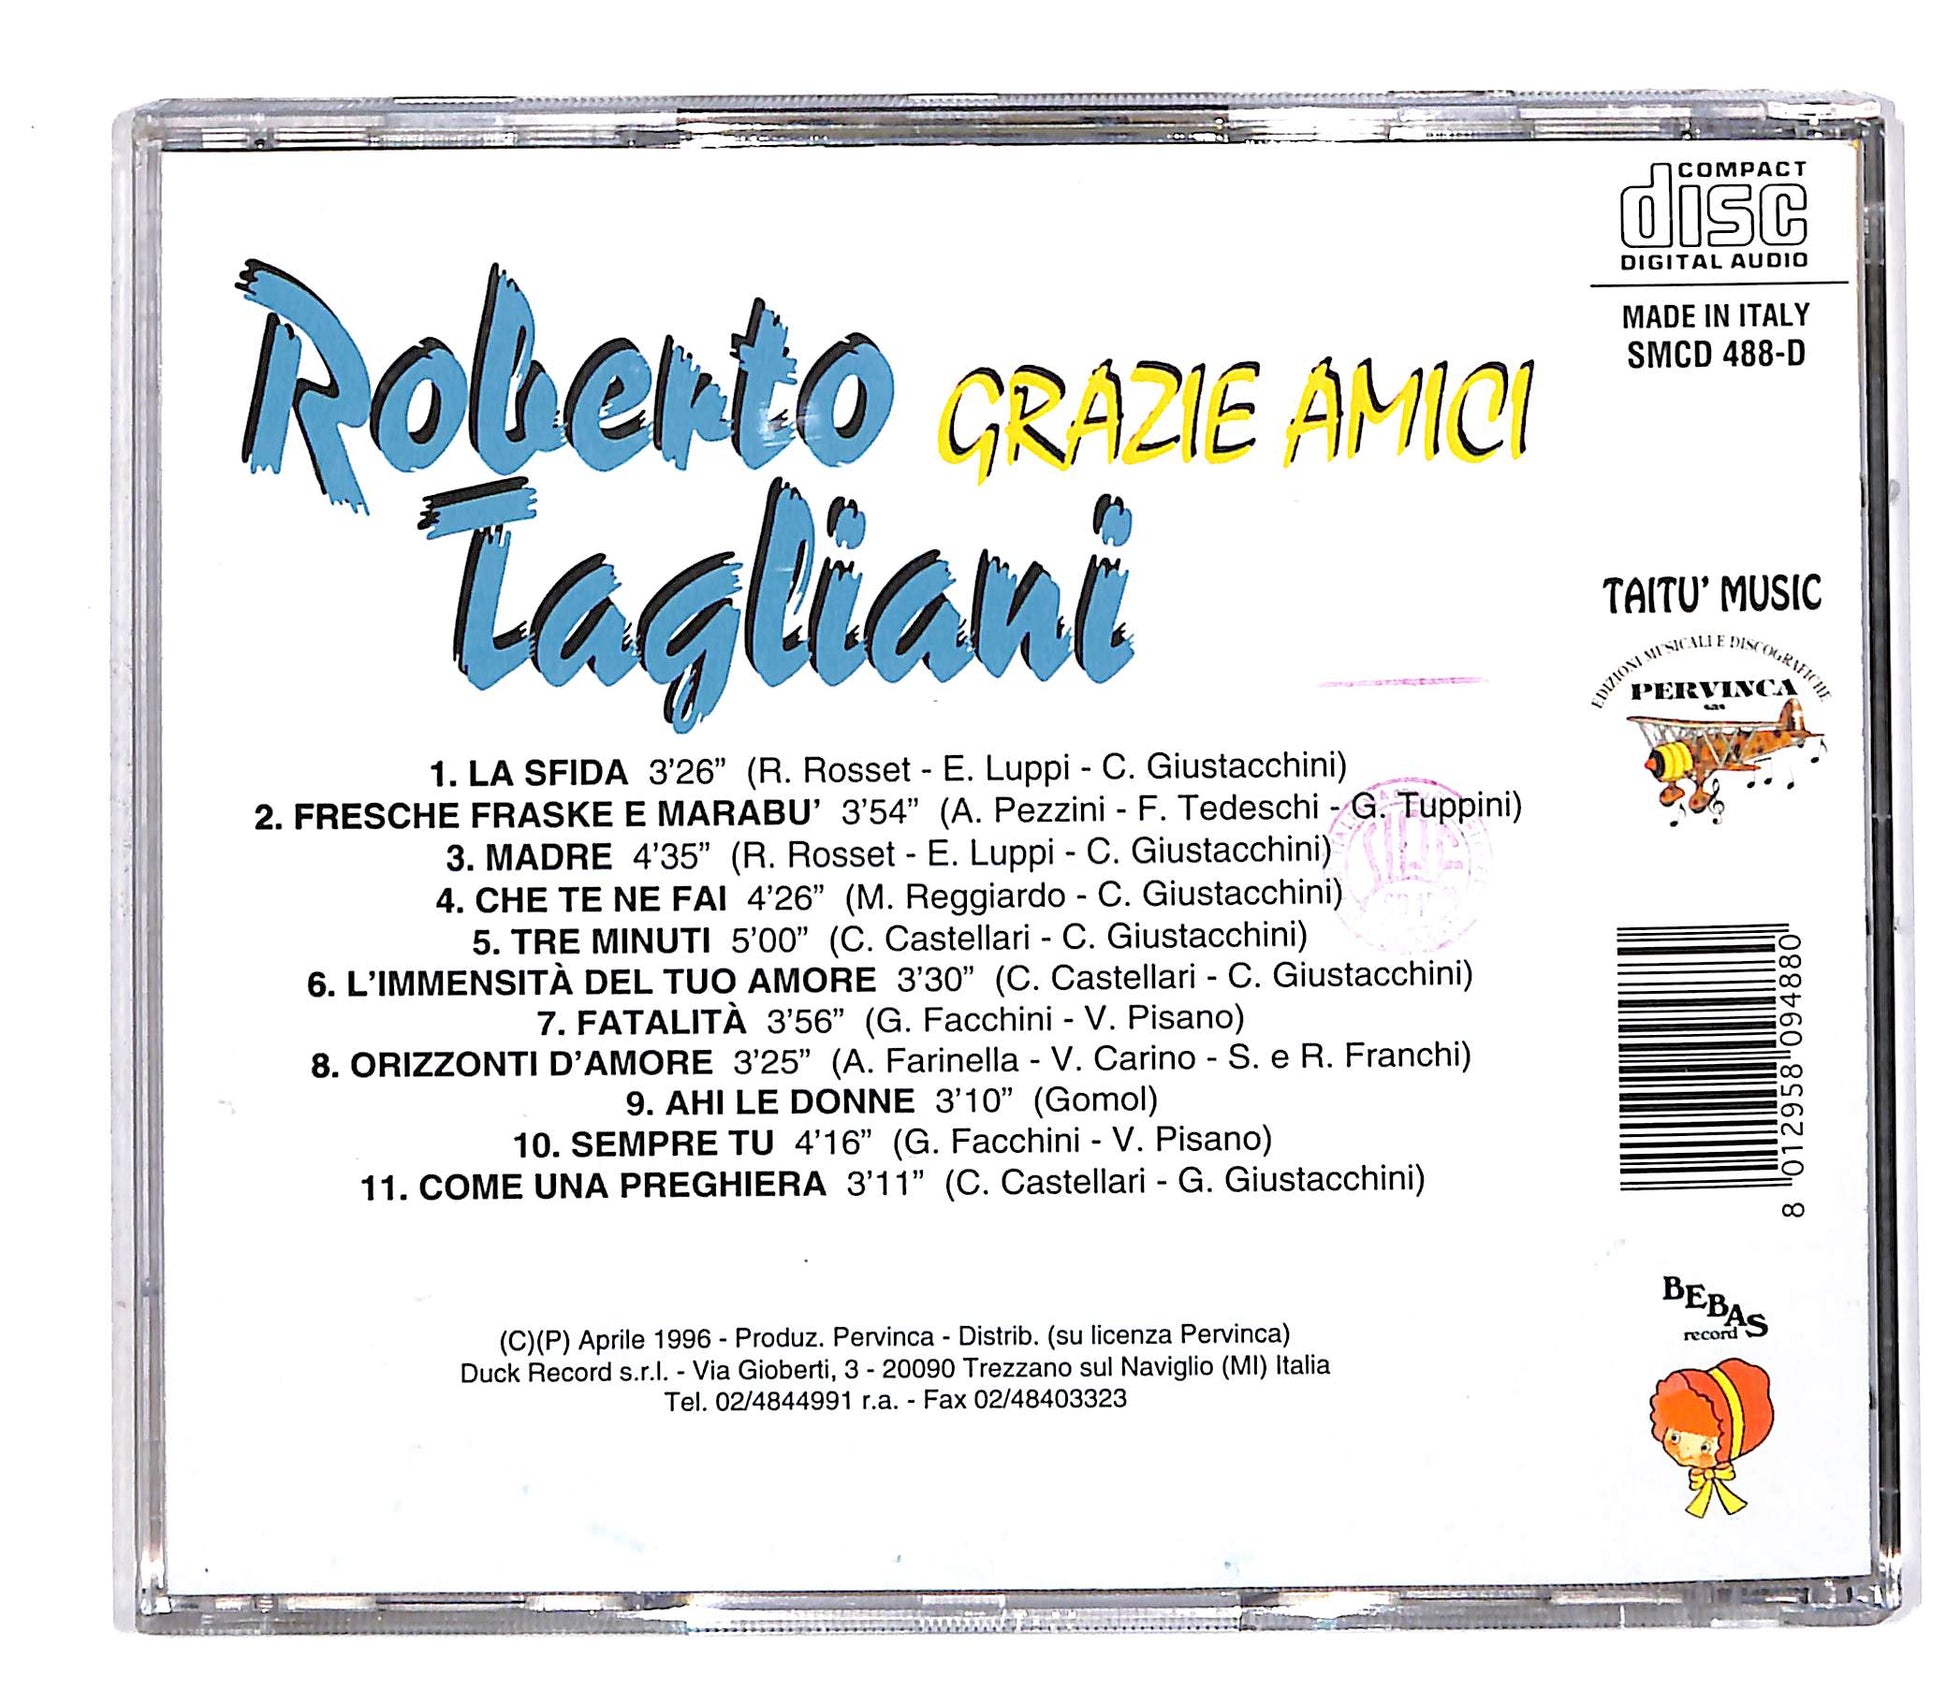 COMPACT
disc
DIGITAL AUDIO
MADE IN ITALY
SMCD 488-D
Roberto
Tagliani
GRAZIE AMICI
TAITU' MUSIC
EDIZIONI MUSICALI E DISCOGRAFICHE
PERVINCA
1. LA SFIDA 3'26” (R. Rosset - E. Luppi - C. Giustacchini)
2. FRESCHE FRASKE E MARABU' 3'54” (A. Pezzini - F. Tedeschi - G. Tuppini)
3. MADRE 4'35” (R. Rosset - E. Luppi - C. Giustacchini)
4. CHE TE NE FAI 4'26” (M. Reggiardo - C. Giustacchini)
5. TRE MINUTI 5'00” (C. Castellari - C. Giustacchini)
6. L'IMMENSITÀ DEL TUO AMORE 3'30” (C. Castellari - C. Giustacchini)
7. FATALITÀ 3'56” (G. Facchini - V. Pisano)
8. ORIZZONTI D'AMORE 3'25” (A. Farinella - V. Carino - S. e R. Franchi)
9. AHI LE DONNE 3'10” (Gomol)
10. SEMPRE TU 4'16” (G. Facchini - V. Pisano)
11. COME UNA PREGHIERA 3'11” (C. Castellari - G. Giustacchini)
8 012958 094880
(C)(P) Aprile 1996 - Produz. Pervinca - Distrib. (su licenza Pervinca)
Duck Record s.r.l. - Via Gioberti, 3 - 20090 Trezzano sul Naviglio (MI) Italia
Tel. 02/4844991 r.a. - Fax 02/48403323
BEBAS
record